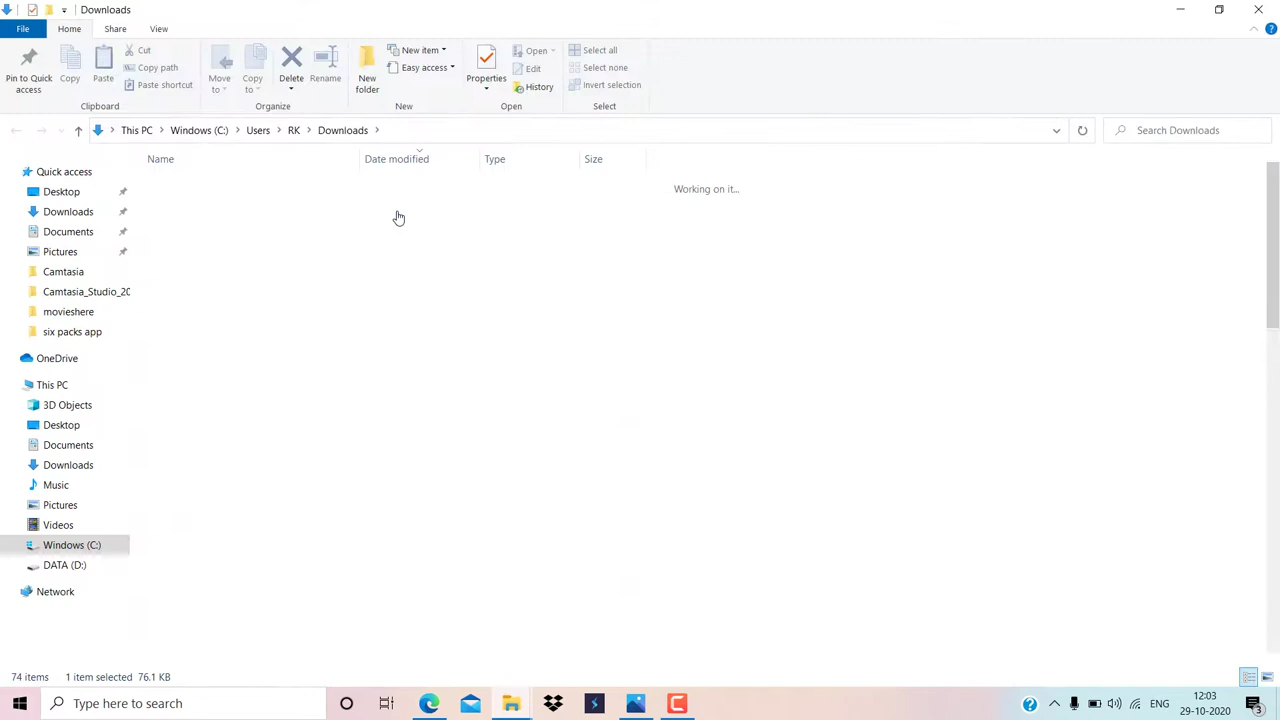 Downloads
File Home Share View
Pin to Quick access
Copy
Paste
Cut
Copy path
Paste shortcut
Clipboard
Move to
Copy to
Delete
Rename
Organize
New folder
New item
Easy access
New
Properties
Open
Edit
History
Open
Select all
Select none
Invert selection
Select
This PC Windows (C:) Users RK Downloads
Search Downloads
Name Date modified Type Size
Working on it...
Quick access
Desktop
Downloads
Documents
Pictures
Camtasia
Camtasia_Studio_20
movieshere
six packs app
OneDrive
This PC
3D Objects
Desktop
Documents
Downloads
Music
Pictures
Videos
Windows (C:)
DATA (D:)
Network
74 items 1 item selected 76.1 KB
Type here to search
ENG
12:03
29-10-2020
3